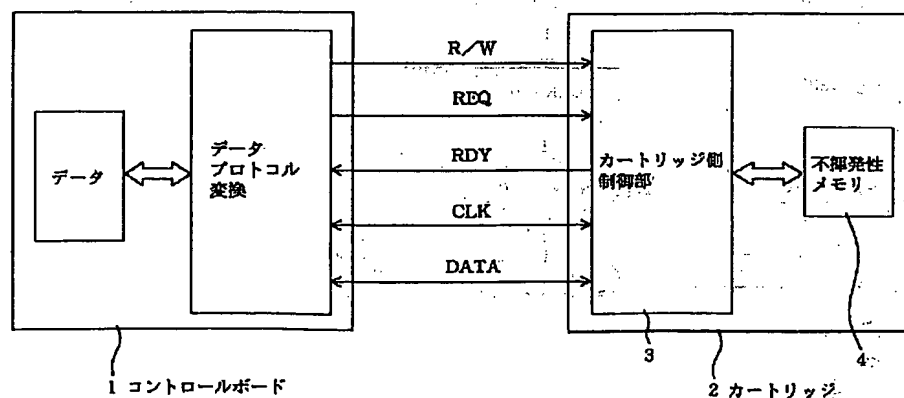 R／W
REQ
RDY
CLK
DATA
データ
データ
プロトコル
変換
カートリッジ側
制御部
不揮発性
メモリ
1 コントロールボード
3
2 カートリッジ
4